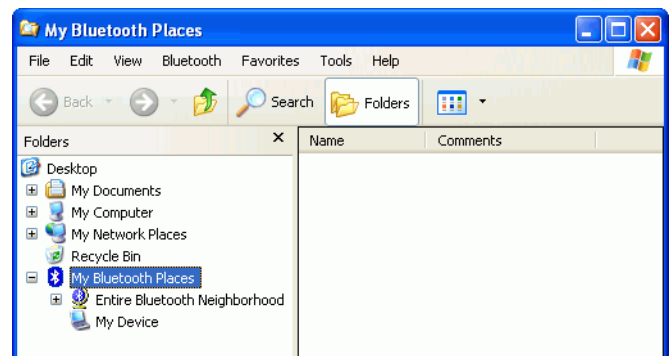 My Bluetooth Places
File Edit View Bluetooth Favorites Tools Help
Back Search Folders
Folders × Name Comments
Desktop
My Documents
My Computer
My Network Places
Recycle Bin
My Bluetooth Places
Entire Bluetooth Neighborhood
My Device